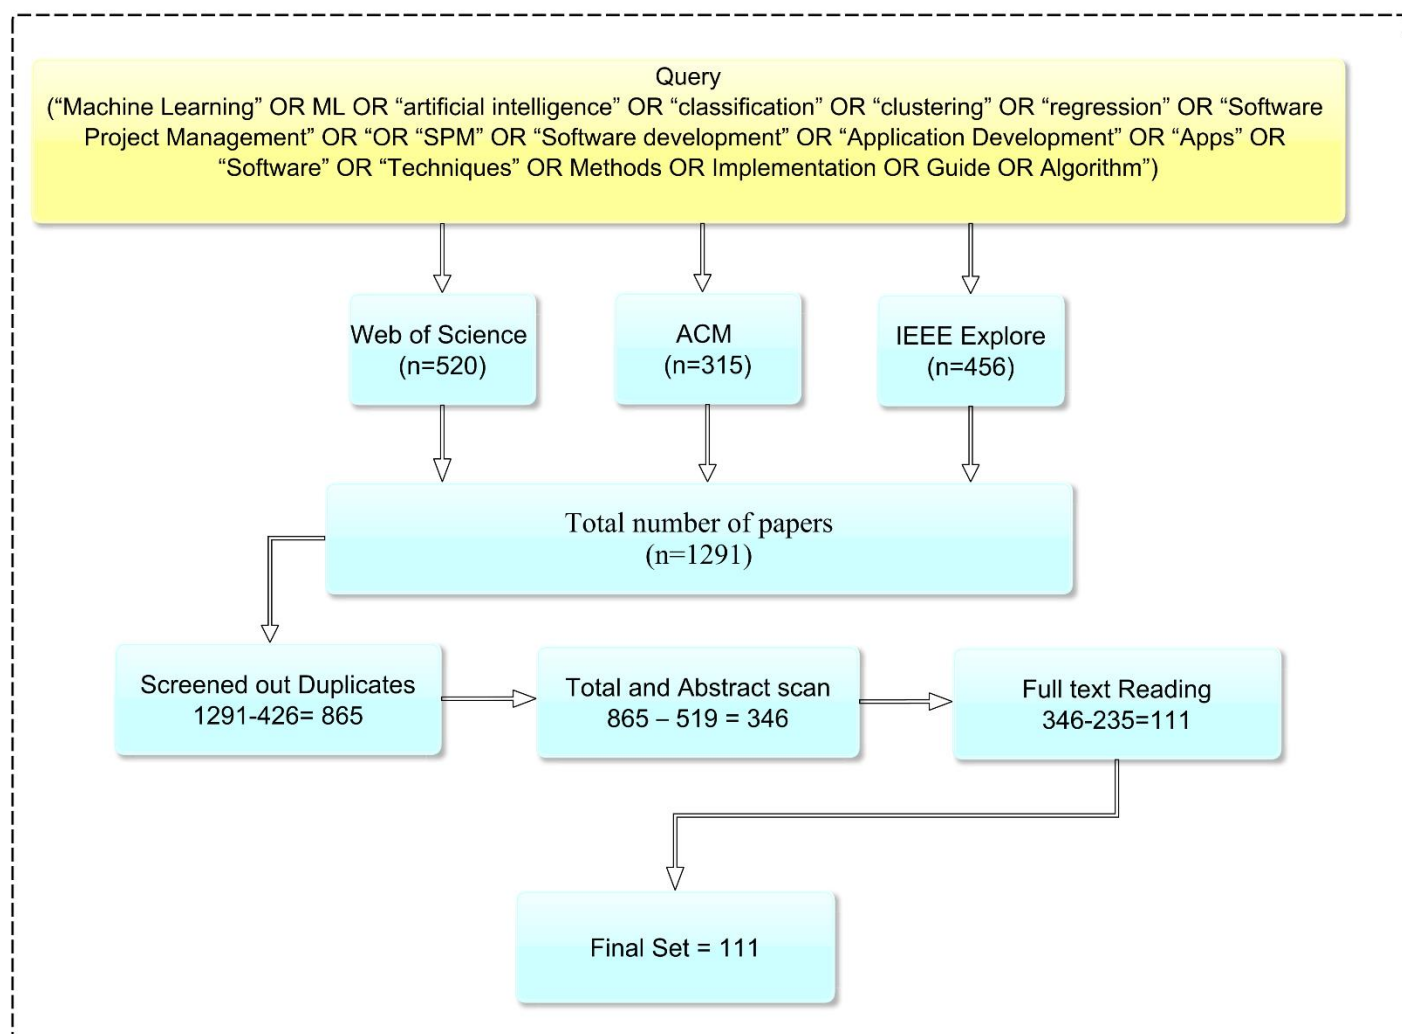 Query
(“Machine Learning” OR ML OR “artificial intelligence” OR “classification” OR “clustering” OR “regression” OR “Software
Project Management” OR “OR “SPM” OR “Software development” OR “Application Development” OR “Apps” OR
“Software” OR “Techniques” OR Methods OR Implementation OR Guide OR Algorithm”)
Web of Science
(n=520)
ACM
(n=315)
IEEE Explore
(n=456)
Total number of papers
(n=1291)
Screened out Duplicates
1291-426= 865
Total and Abstract scan
865 – 519 = 346
Full text Reading
346-235=111
Final Set = 111